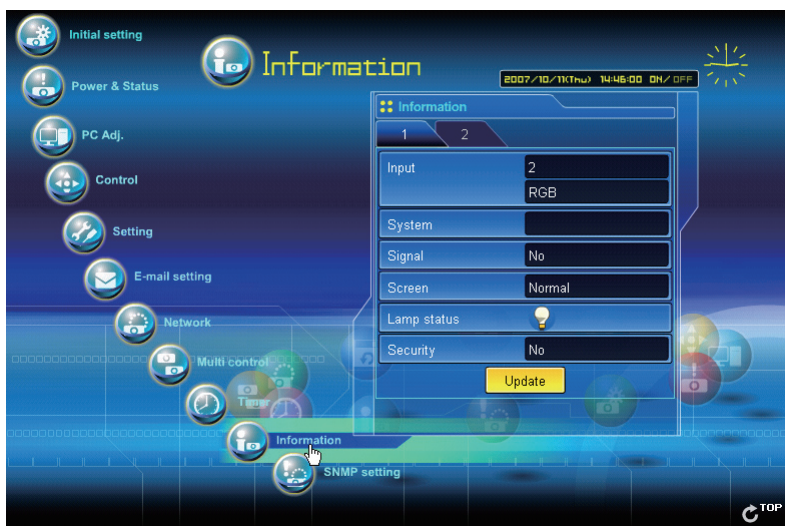 Initial setting
Power & Status
PC Adj.
Control
Setting
E-mail setting
Network
Multi control
Timer
Information
SNMP setting
Information
2007/10/11(Thu) 14:46:00 ON/OFF
Information
1 2
Input 2
RGB
System
Signal No
Screen Normal
Lamp status
Security No
Update
TOP